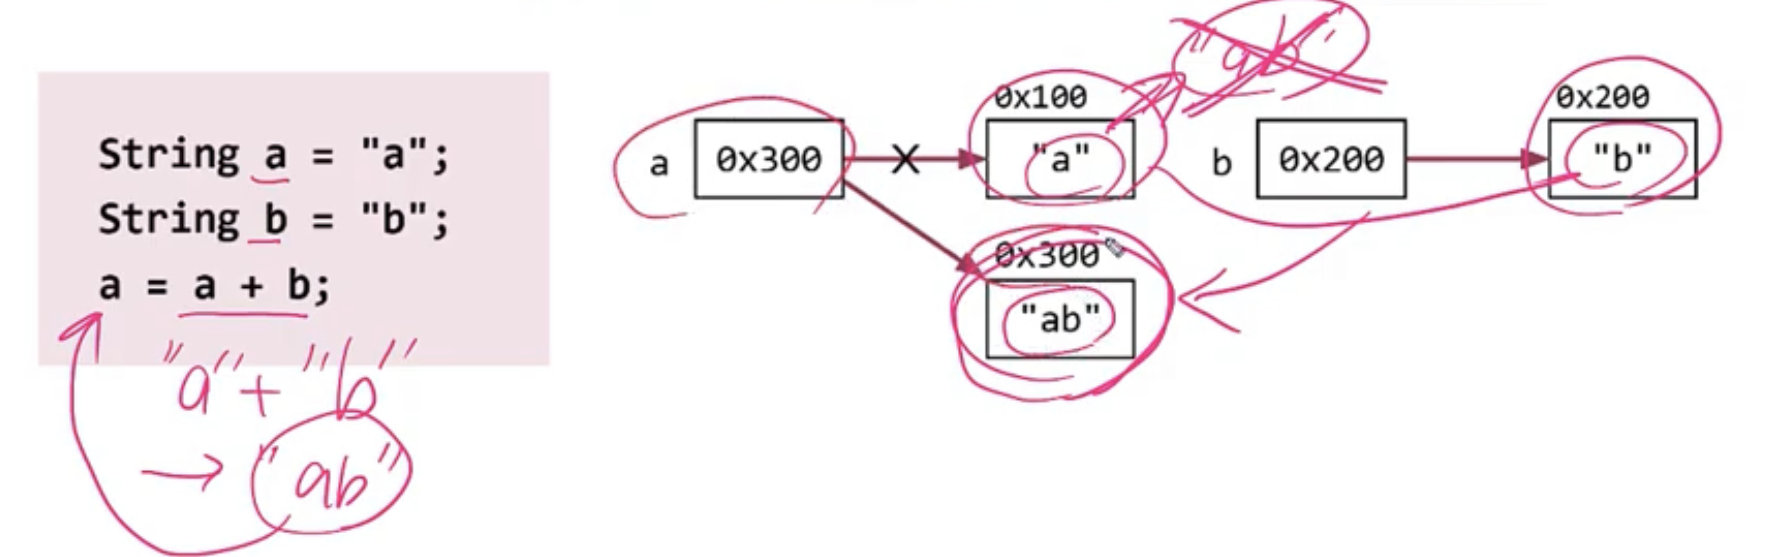 String a = "a";
String b = "b";
a = a + b;
"a" + "b"
→ "ab"
"ab"
0x100
0x200
a 0x300 X "a" b 0x200 "b"
0x300
"ab"